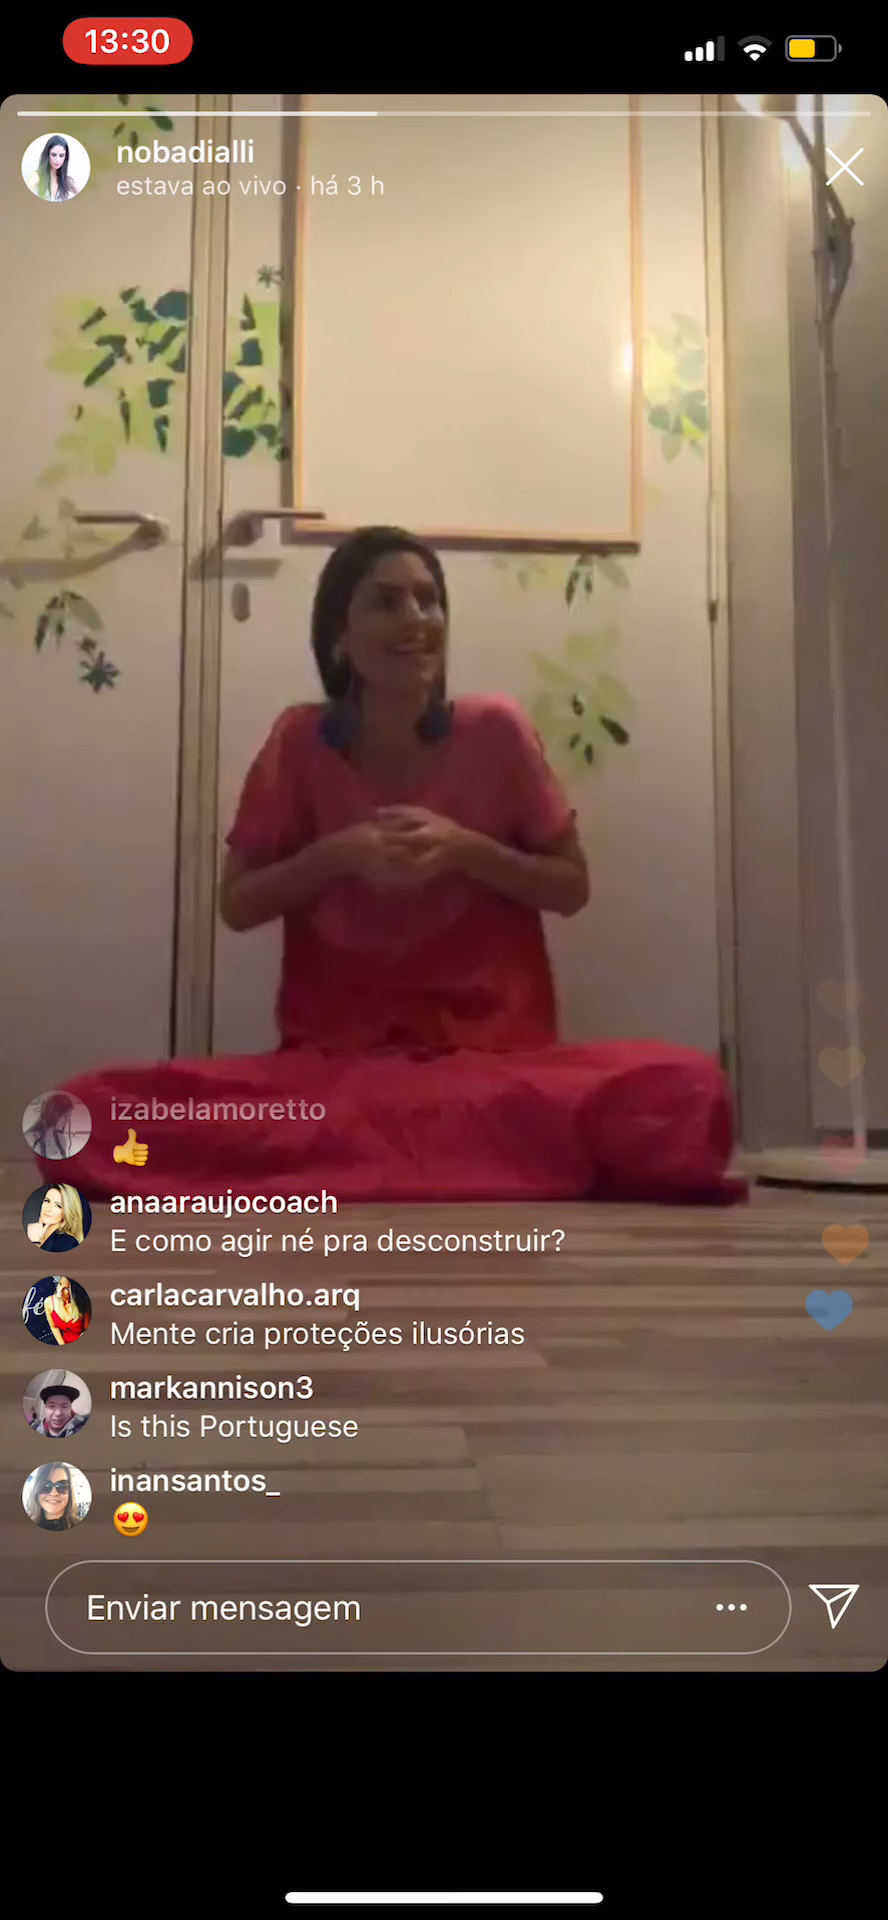 13:30
nobadialli
estava ao vivo · há 3 h
izabelamoretto
👍
anaaraujocoach
E como agir né pra desconstruir?
carlacarvalho.arq
Mente cria proteções ilusórias
markannison3
Is this Portuguese
inansantos_
😍
Enviar mensagem